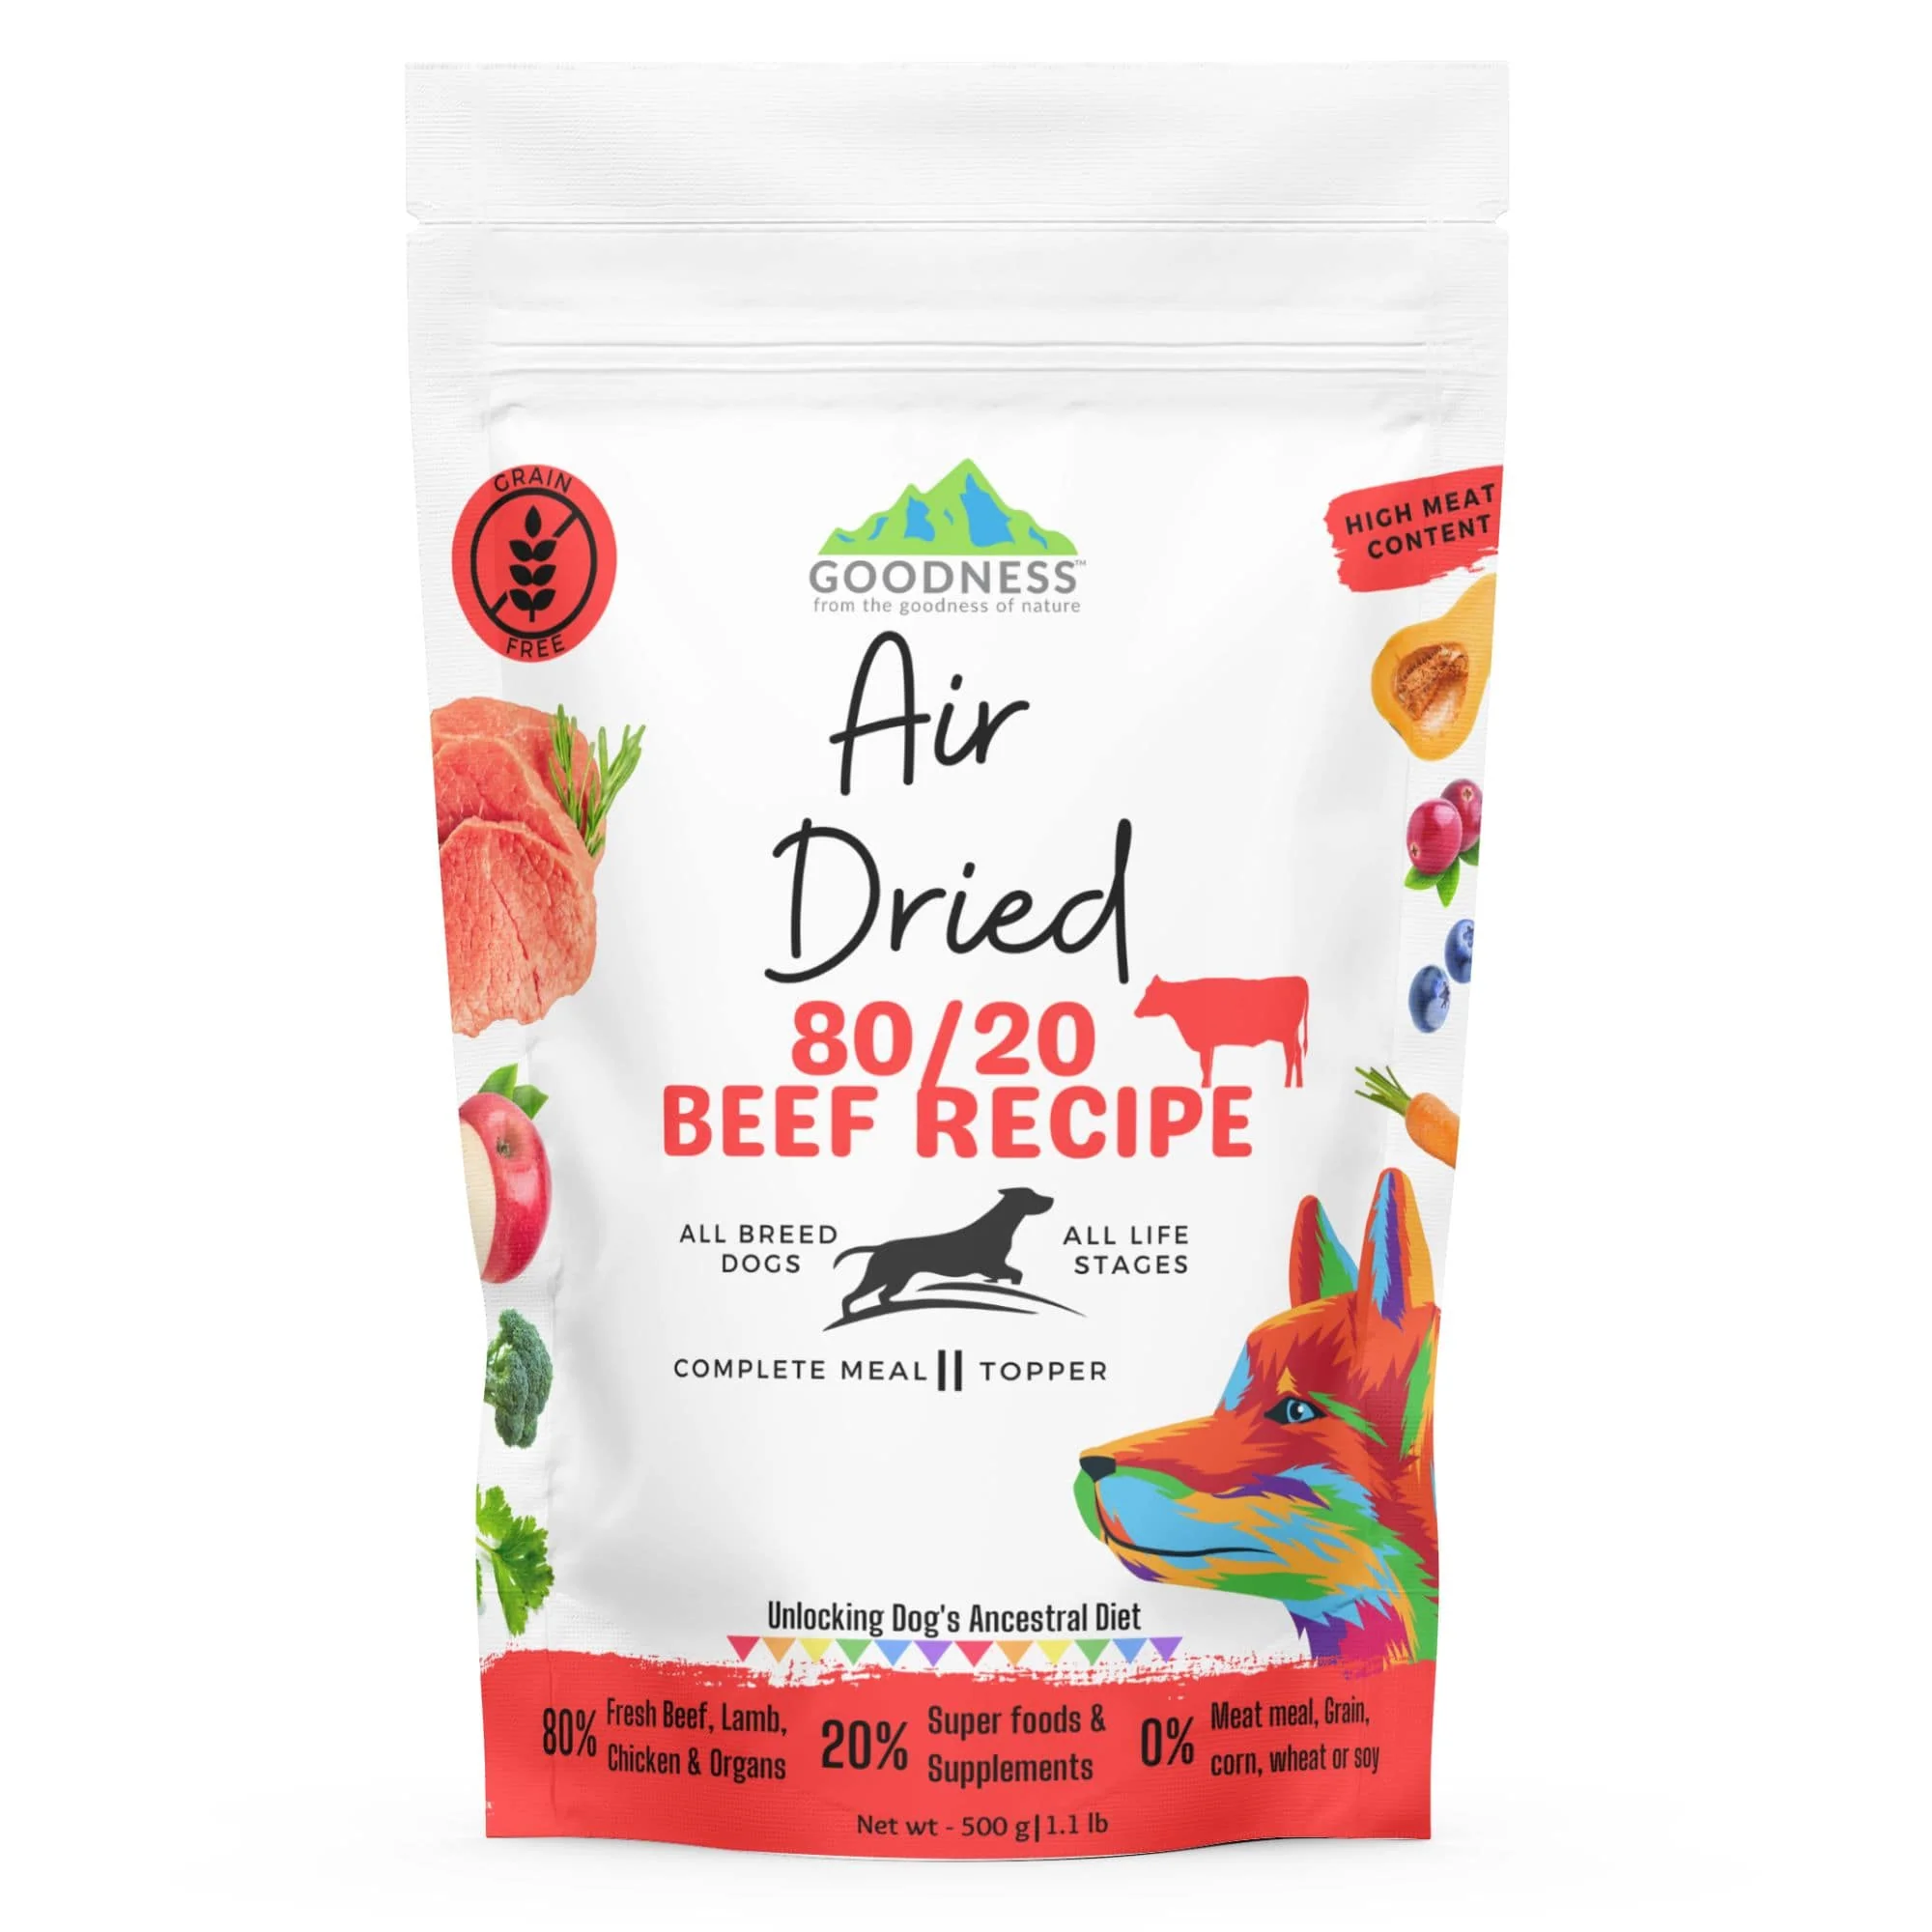 GRAIN
FREE
HIGH MEAT
CONTENT
GOODNESS™
from the goodness of nature
Air
Dried
80/20
BEEF RECIPE
ALL BREED
DOGS
ALL LIFE
STAGES
COMPLETE MEAL || TOPPER
Unlocking Dog's Ancestral Diet
80% Fresh Beef, Lamb,
Chicken & Organs
20% Super foods &
Supplements
0% Meat meal, Grain,
corn, wheat or soy
Net wt - 500 g|1.1 lb